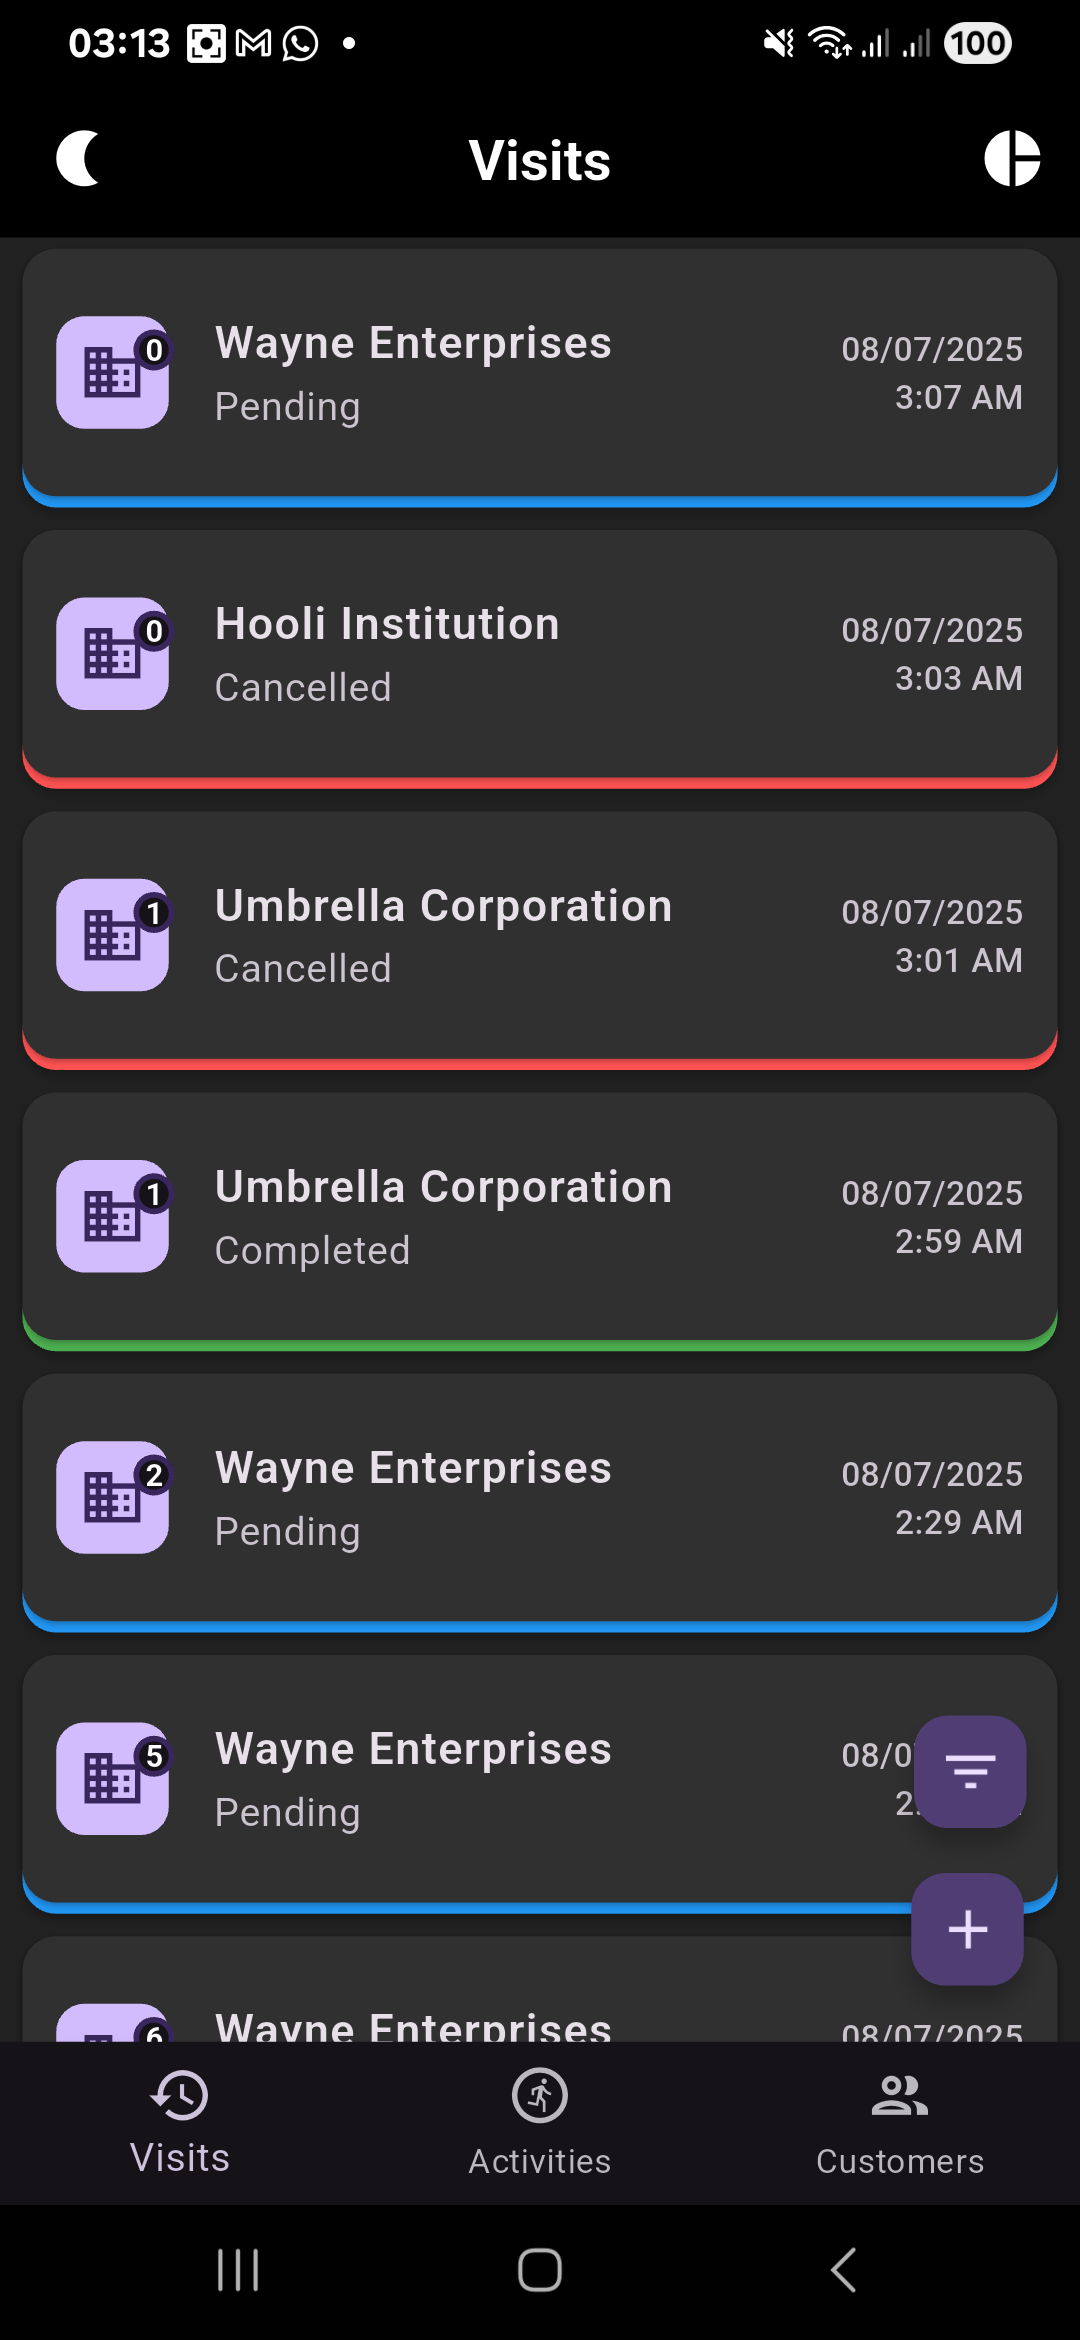 03:13
100
Visits
0
Wayne Enterprises
Pending
08/07/2025
3:07 AM
0
Hooli Institution
Cancelled
08/07/2025
3:03 AM
1
Umbrella Corporation
Cancelled
08/07/2025
3:01 AM
1
Umbrella Corporation
Completed
08/07/2025
2:59 AM
2
Wayne Enterprises
Pending
08/07/2025
2:29 AM
5
Wayne Enterprises
Pending
08/0
2
6
Wayne Enterprises
08/07/2025
Visits
Activities
Customers